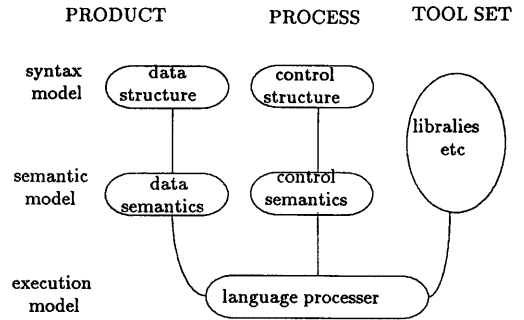 PRODUCT PROCESS TOOL SET
syntax
model
data
structure
control
structure
libralies
etc
semantic
model
data
semantics
control
semantics
execution
model
language processer